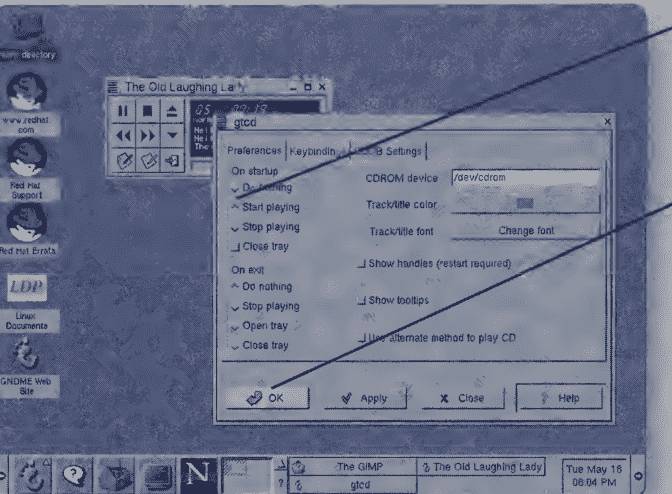 directory
www.redhat.
com
Red Hat
Support
Red Hat Errata
LDP
Linux
Documents
GNOME Web
Site
The Old Laughing La
05
gtcd
Preferences
Settings
On startup
Start playing
Stop playing
Close tray
On exit
Do nothing
Stop playing
Open tray
Close tray
CDROM device
/dev/cdrom
Track/title color
Track/title font
Change font
Show handles (restart required)
Show tooltips
Use alternate method to play CD
OK
Apply
Close
Help
N
The GIMP
The Old Laughing Lady
gtcd
Tue May 16
08:04 PM